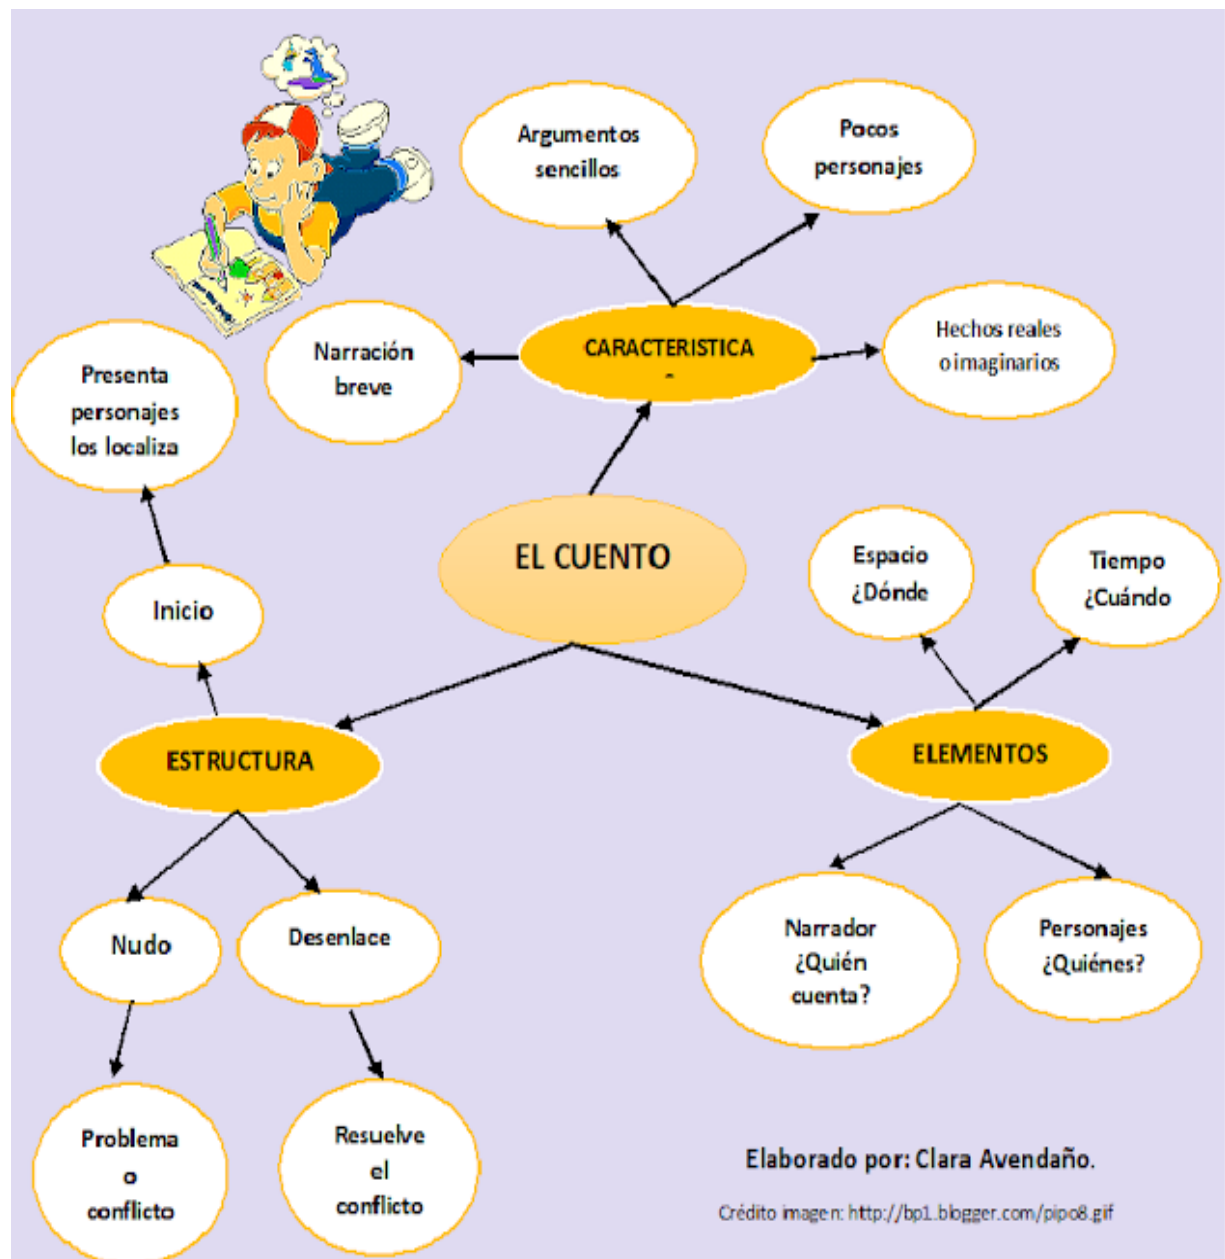 Argumentos
sencillos
Pocos
personajes
Narración
breve
CARACTERISTICA
Hechos reales
o imaginarios
Presenta
personajes
los localiza
EL CUENTO
Espacio
¿Dónde
Tiempo
¿Cuándo
Inicio
ESTRUCTURA
ELEMENTOS
Nudo
Desenlace
Narrador
¿Quién
cuenta?
Personajes
¿Quiénes?
Problema
o
conflicto
Resuelve
el
conflicto
Elaborado por: Clara Avendaño.
Crédito imagen: http://bp1.blogger.com/pipo8.gif